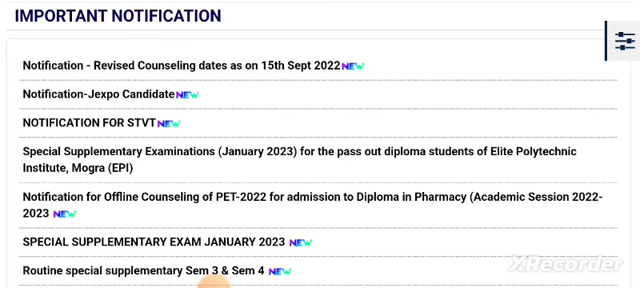 IMPORTANT NOTIFICATION
Notification - Revised Counseling dates as on 15th Sept 2022 NEW
Notification-Jexpo Candidate NEW
NOTIFICATION FOR STVT NEW
Special Supplementary Examinations (January 2023) for the pass out diploma students of Elite Polytechnic
Institute, Mogra (EPI)
Notification for Offline Counseling of PET-2022 for admission to Diploma in Pharmacy (Academic Session 2022-
2023 NEW
SPECIAL SUPPLEMENTARY EXAM JANUARY 2023 NEW
Routine special supplementary Sem 3 & Sem 4 NEW
XRecorder